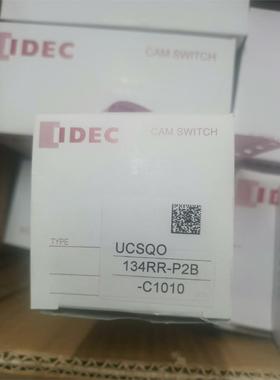 IDEC
CAM SWITCH
IDEC CAM SWITCH
TYPE
UCSQO
134RR-P2B
-C1010